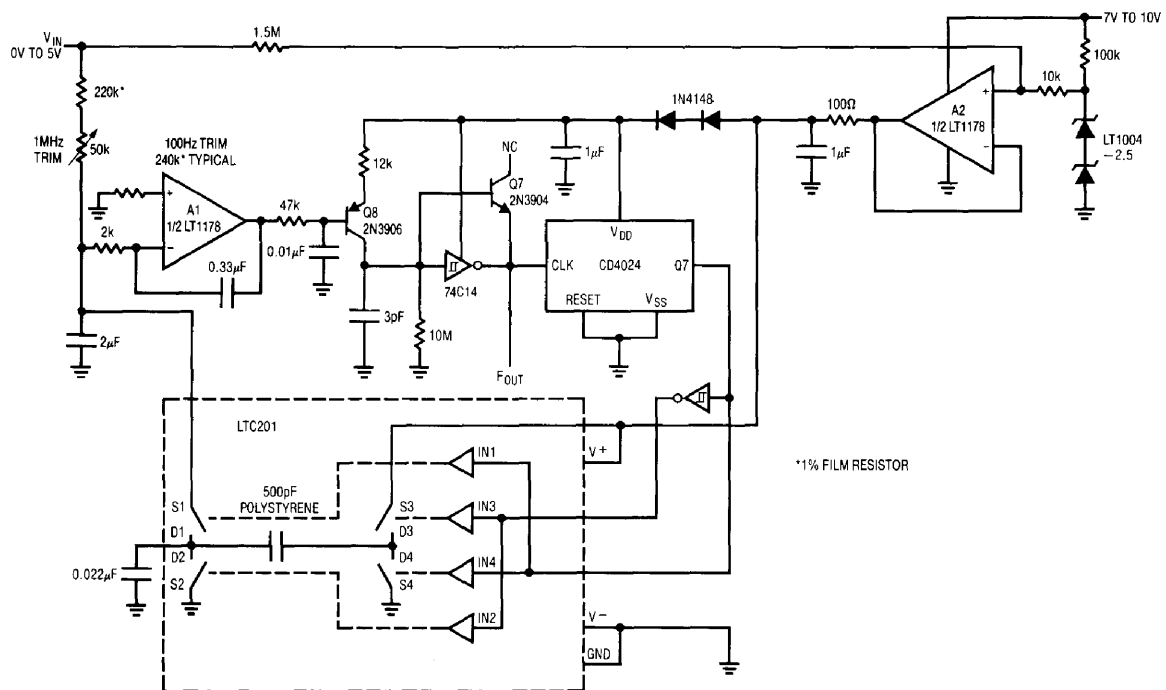 VIN
0V TO 5V
1.5M
7V TO 10V
220k*
100k
10k
1N4148
100Ω
A2
1/2 LT1178
+
−
LT1004
−2.5
1MHz
TRIM
50k
100Hz TRIM
240k* TYPICAL
12k
1µF
1µF
NC
Q7
2N3904
+
A1
1/2 LT1178
−
47k
Q8
2N3906
2k
0.01µF
0.33µF
VDD
CLK
CD4024
Q7
RESET
VSS
74C14
3pF
10M
2µF
FOUT
LTC201
V+
*1% FILM RESISTOR
IN1
500pF
POLYSTYRENE
S1
S3
IN3
D1
D3
D2
D4
IN4
0.022µF
S2
S4
IN2
V−
GND